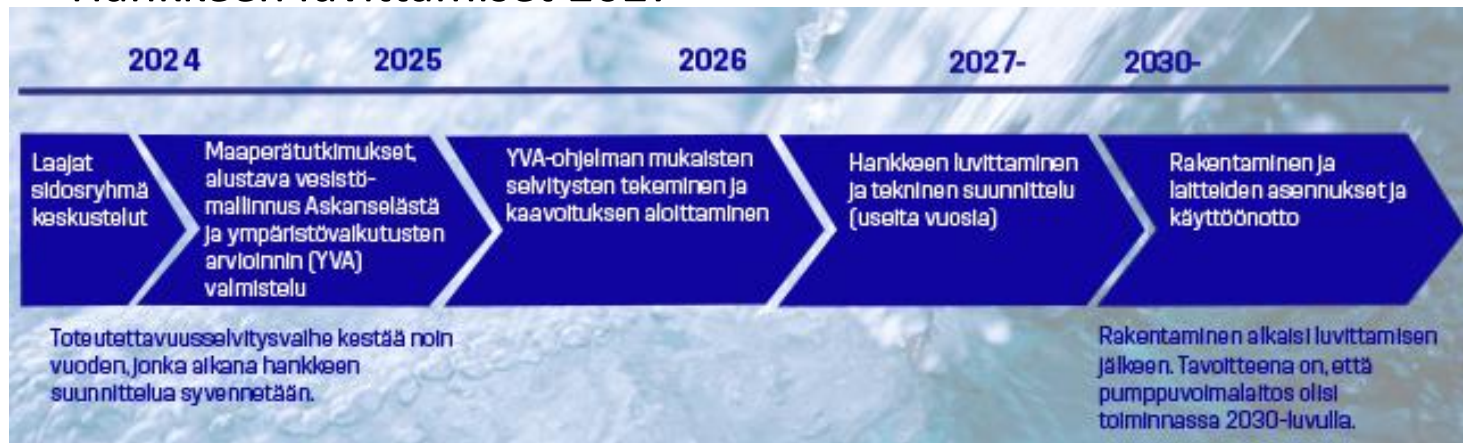 Hankkeen luvittamiset 2027
2024
2025
2026
2027-
2030-
Laajat
sidosryhmä
keskustelut
Maaperätutkimukset,
alustava vesistö-
mallinnus Askanselästä
ja ympäristövaikutusten
arvioinnin (YVA)
valmistelu
YVA-ohjelman mukaisten
selvitysten tekeminen ja
kaavoituksen aloittaminen
Hankkeen luvittaminen
ja tekninen suunnittelu
(useita vuosia)
Rakentaminen ja
laitteiden asennukset ja
käyttöönotto
Toteutettavuusselvitysvaihe kestää noin
vuoden, jonka aikana hankkeen
suunnittelua syvennetään.
Rakentaminen alkaisi luvittamisen
jälkeen. Tavoitteena on, että
pumppuvoimalaitos olisi
toiminnassa 2030-luvulla.